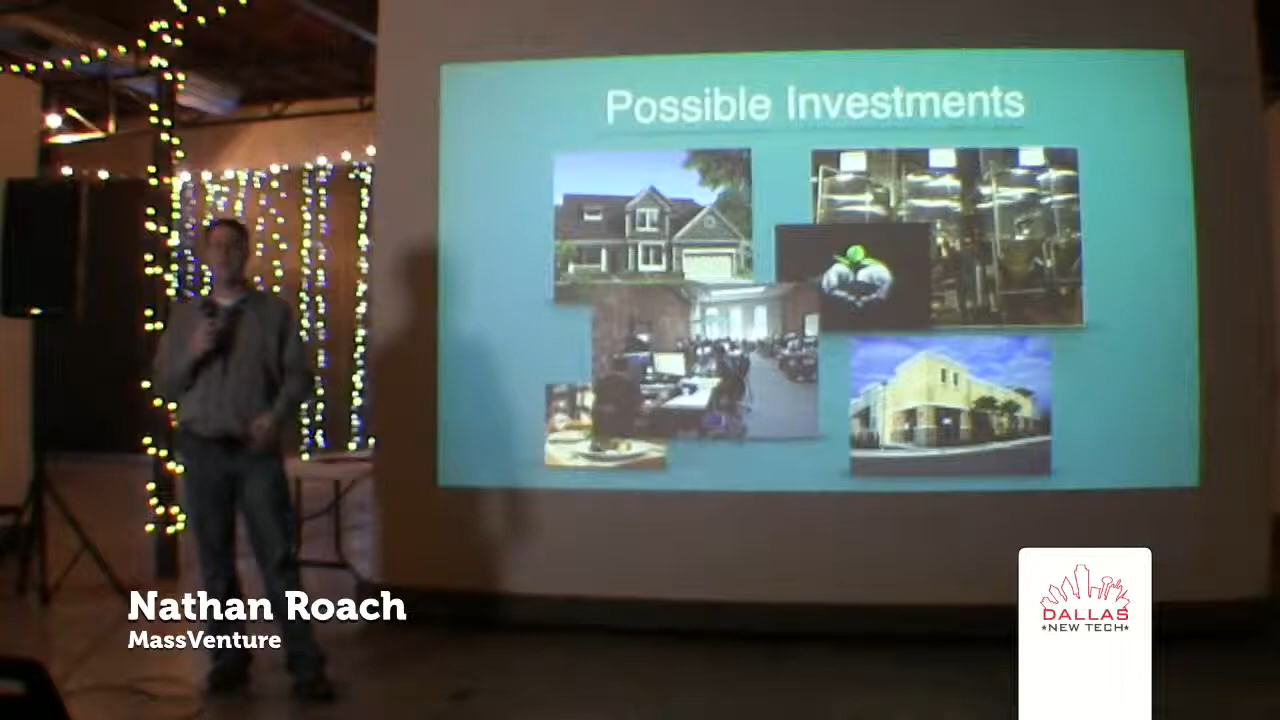 Possible Investments
Nathan Roach
MassVenture
DALLAS
*NEW TECH*